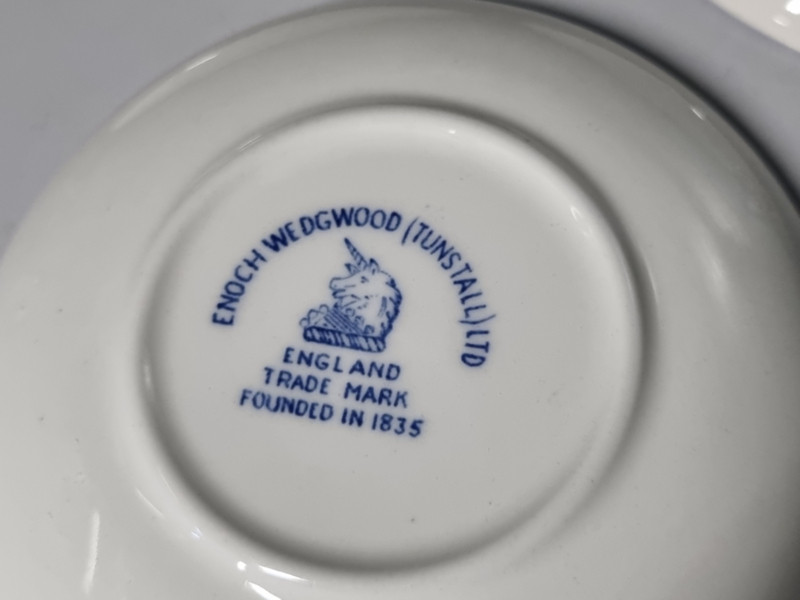 ENOCH WEDGWOOD (TUNSTALL) LTD
ENGLAND
TRADE MARK
FOUNDED IN 1835